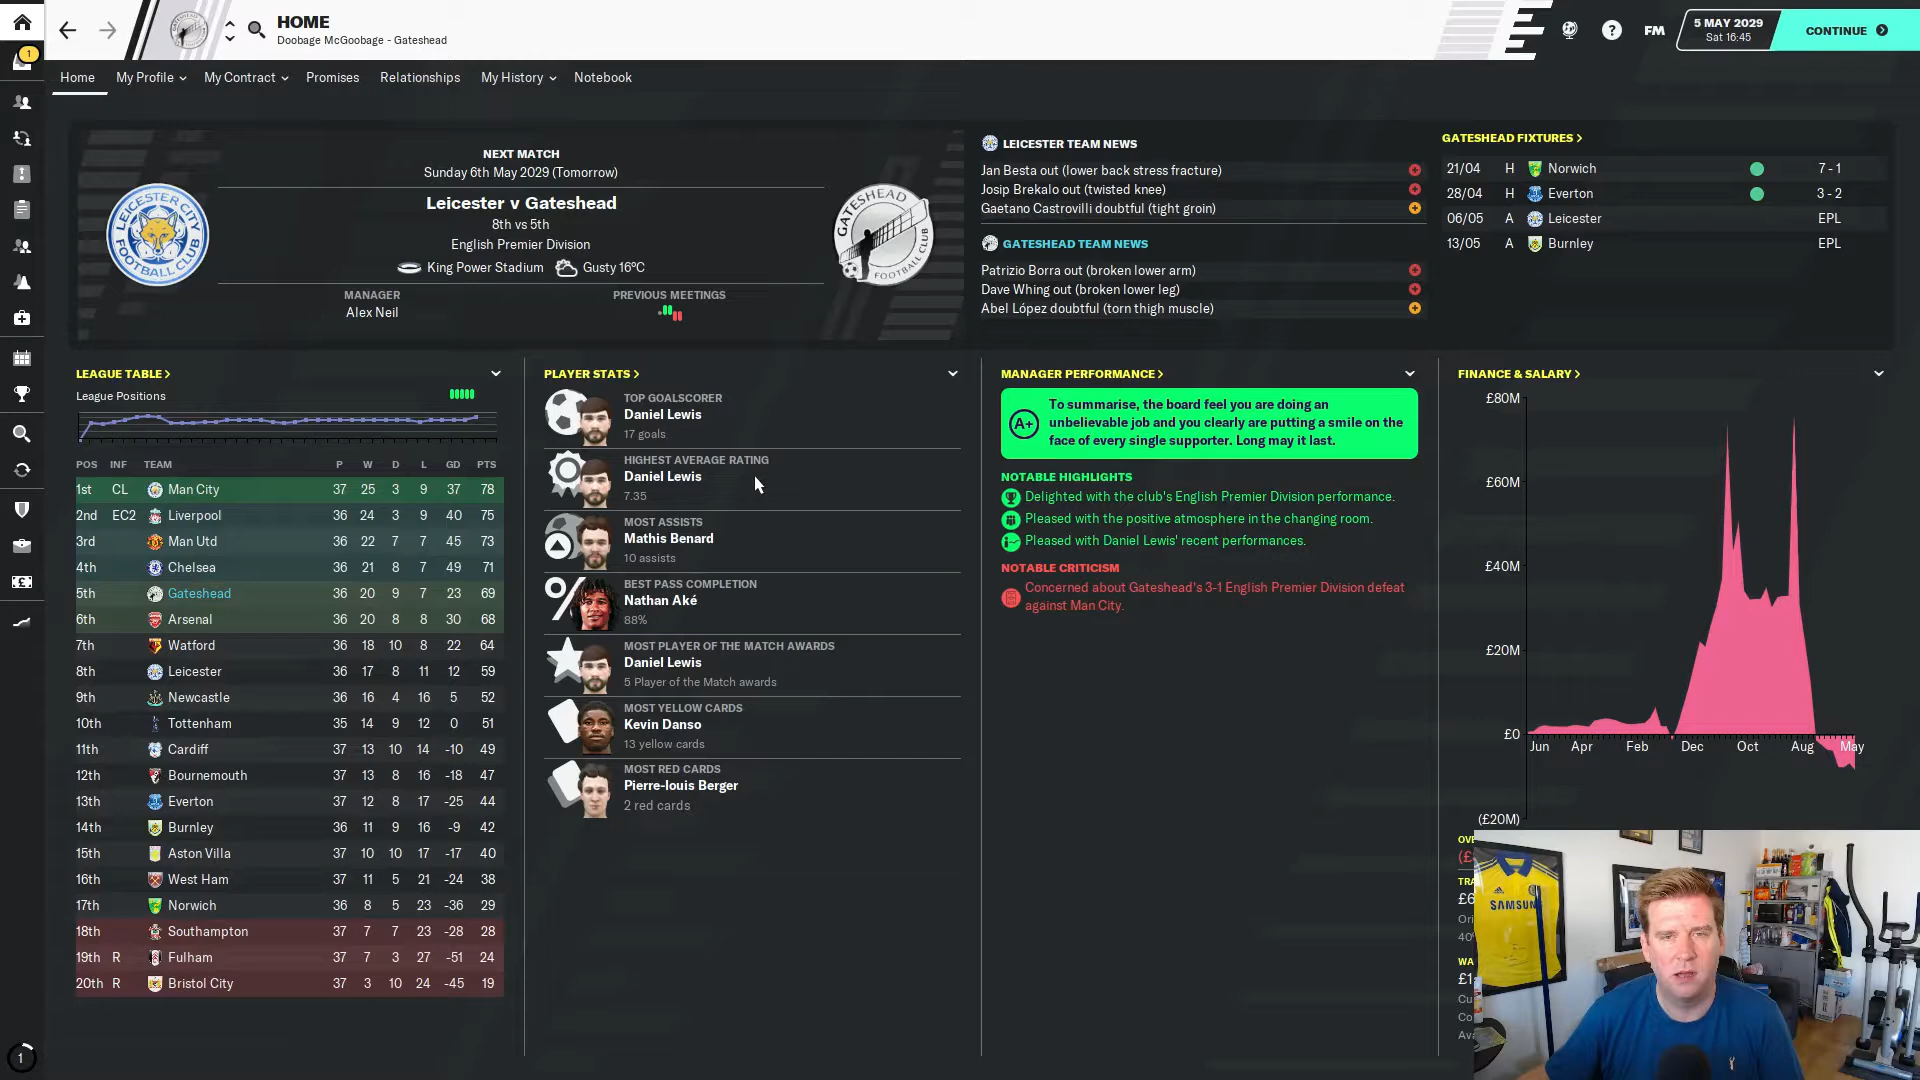 HOME
Doobage McGoobage - Gateshead
FM
5 MAY 2029
Sat 16:45
CONTINUE
1
Home
My Profile
My Contract
Promises
Relationships
My History
Notebook
NEXT MATCH
Sunday 6th May 2029 (Tomorrow)
Leicester v Gateshead
8th vs 5th
English Premier Division
King Power Stadium
Gusty 16ºC
MANAGER
Alex Neil
PREVIOUS MEETINGS
LEICESTER CITY
FOOTBALL CLUB
GATESHEAD
FOOTBALL CLUB
LEICESTER TEAM NEWS
Jan Besta out (lower back stress fracture)
Josip Brekalo out (twisted knee)
Gaetano Castrovilli doubtful (tight groin)
GATESHEAD TEAM NEWS
Patrizio Borra out (broken lower arm)
Dave Whing out (broken lower leg)
Abel López doubtful (torn thigh muscle)
GATESHEAD FIXTURES >
21/04 H Norwich 7 - 1
28/04 H Everton 3 - 2
06/05 A Leicester EPL
13/05 A Burnley EPL
LEAGUE TABLE >
League Positions
POS INF TEAM P W D L GD PTS
1st CL Man City 37 25 3 9 37 78
2nd EC2 Liverpool 36 24 3 9 40 75
3rd Man Utd 36 22 7 7 45 73
4th Chelsea 36 21 8 7 49 71
5th Gateshead 36 20 9 7 23 69
6th Arsenal 36 20 8 8 30 68
7th Watford 36 18 10 8 22 64
8th Leicester 36 17 8 11 12 59
9th Newcastle 36 16 4 16 5 52
10th Tottenham 35 14 9 12 0 51
11th Cardiff 37 13 10 14 -10 49
12th Bournemouth 37 13 8 16 -18 47
13th Everton 37 12 8 17 -25 44
14th Burnley 36 11 9 16 -9 42
15th Aston Villa 37 10 10 17 -17 40
16th West Ham 37 11 5 21 -24 38
17th Norwich 36 8 5 23 -36 29
18th Southampton 37 7 7 23 -28 28
19th R Fulham 37 7 3 27 -51 24
20th R Bristol City 37 3 10 24 -45 19
1
PLAYER STATS >
TOP GOALSCORER
Daniel Lewis
17 goals
HIGHEST AVERAGE RATING
Daniel Lewis
7.35
MOST ASSISTS
Mathis Benard
10 assists
BEST PASS COMPLETION
Nathan Aké
88%
MOST PLAYER OF THE MATCH AWARDS
Daniel Lewis
5 Player of the Match awards
MOST YELLOW CARDS
Kevin Danso
13 yellow cards
MOST RED CARDS
Pierre-louis Berger
2 red cards
MANAGER PERFORMANCE >
A+
To summarise, the board feel you are doing an
unbelievable job and you clearly are putting a smile on the
face of every single supporter. Long may it last.
NOTABLE HIGHLIGHTS
Delighted with the club's English Premier Division performance.
Pleased with the positive atmosphere in the changing room.
Pleased with Daniel Lewis' recent performances.
NOTABLE CRITICISM
Concerned about Gateshead's 3-1 English Premier Division defeat
against Man City.
FINANCE & SALARY >
£80M
£60M
£40M
£20M
£0
(£20M)
Jun Apr Feb Dec Oct Aug May
SAMSUNG